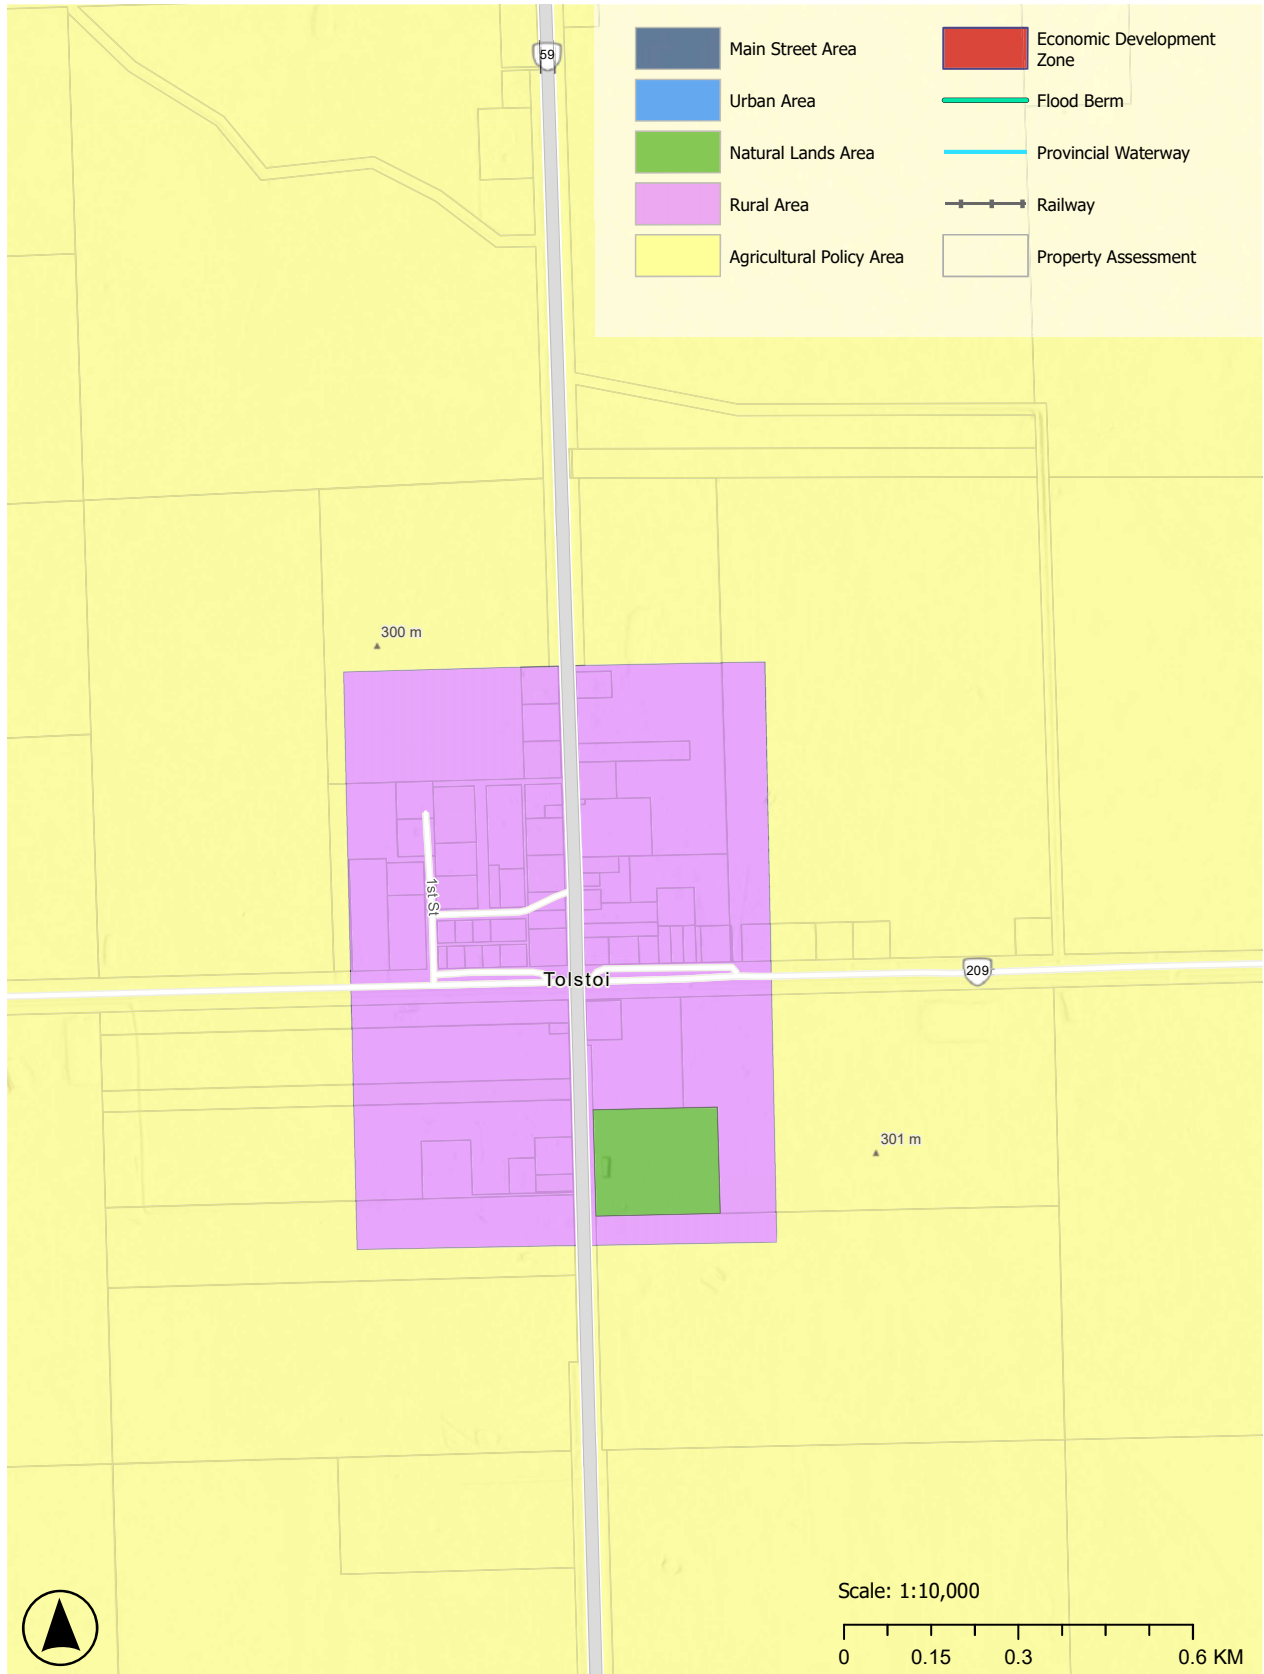 59
Main Street Area
Urban Area
Natural Lands Area
Rural Area
Agricultural Policy Area
Economic Development
Zone
Flood Berm
Provincial Waterway
Railway
Property Assessment
300 m
1st St
Tolstoi
209
301 m
Scale: 1:10,000
0 0.15 0.3 0.6 KM